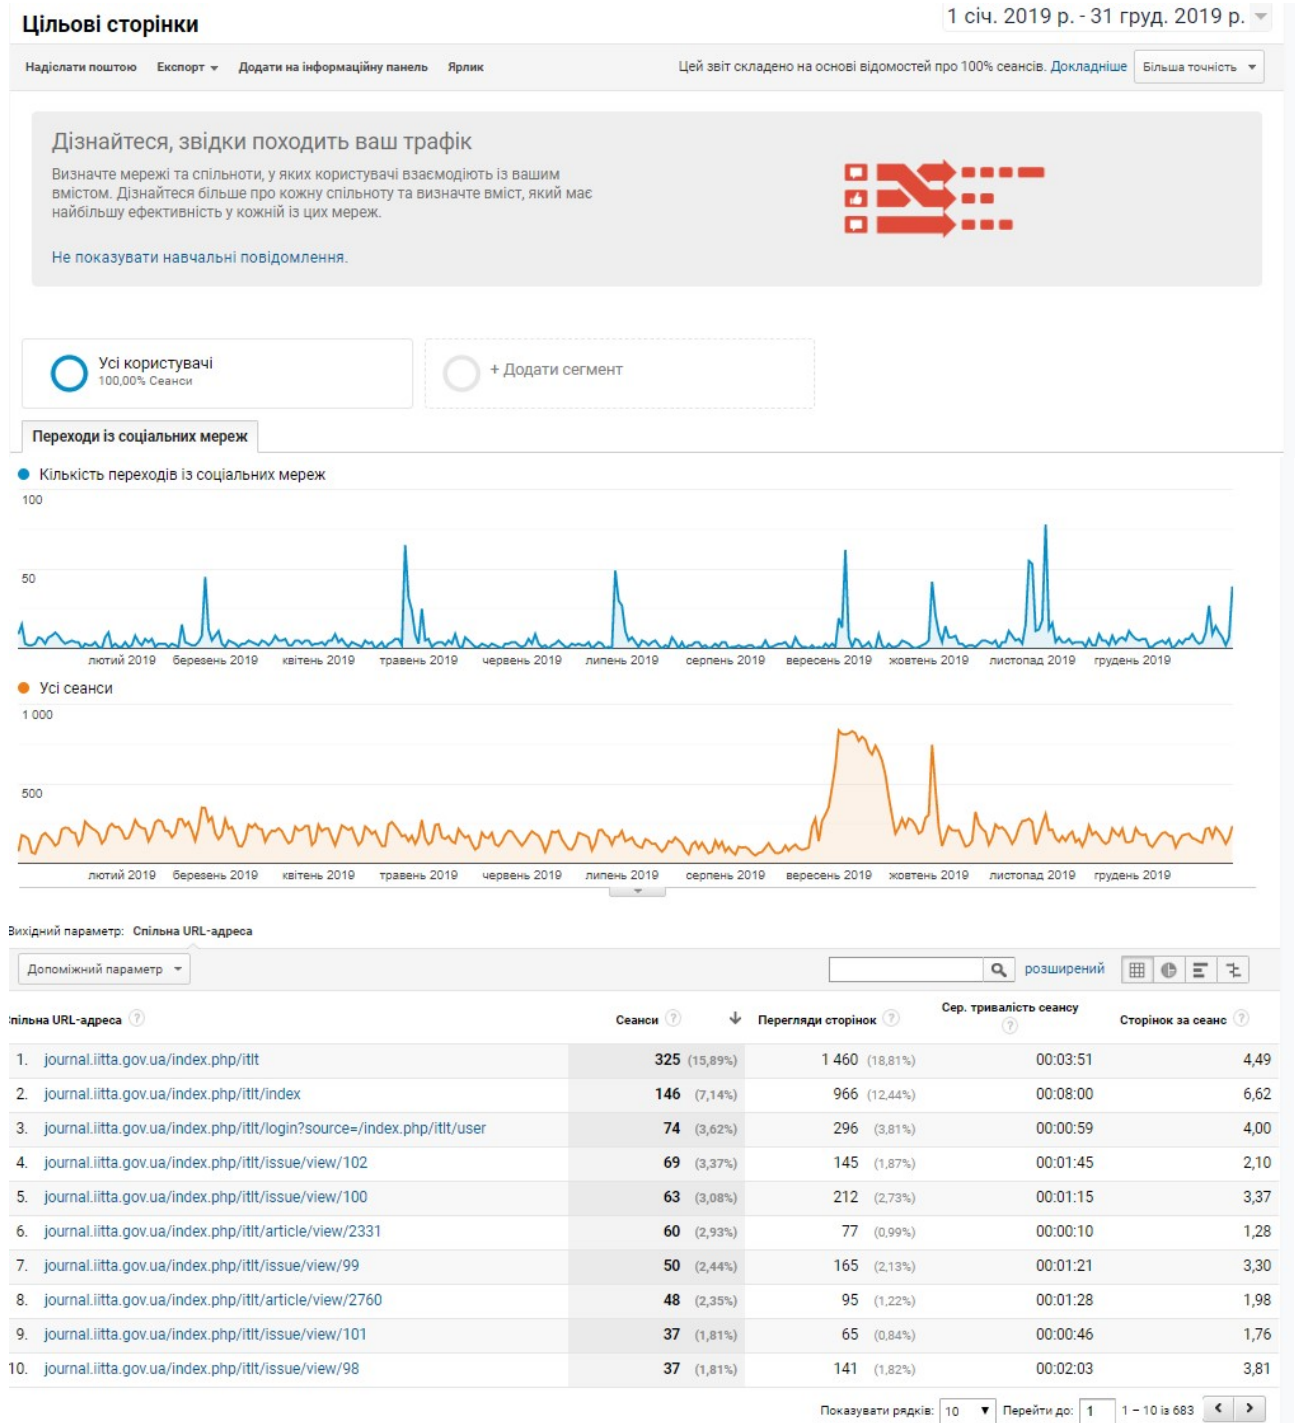 Цільові сторінки
1 січ. 2019 р. - 31 груд. 2019 р.
Надіслати поштою Експорт Додати на інформаційну панель Ярлик
Цей звіт складено на основі відомостей про 100% сеансів. Докладніше Більша точність
Дізнайтеся, звідки походить ваш трафік
Визначте мережі та спільноти, у яких користувачі взаємодіють із вашим
вмістом. Дізнайтеся більше про кожну спільноту та визначте вміст, який має
найбільшу ефективність у кожній із цих мереж.
Не показувати навчальні повідомлення.
Усі користувачі
100,00% Сеанси
+ Додати сегмент
Переходи із соціальних мереж
Кількість переходів із соціальних мереж
100
50
лютий 2019 березень 2019 квітень 2019 травень 2019 червень 2019 липень 2019 серпень 2019 вересень 2019 жовтень 2019 листопад 2019 грудень 2019
Усі сеанси
1 000
500
лютий 2019 березень 2019 квітень 2019 травень 2019 червень 2019 липень 2019 серпень 2019 вересень 2019 жовтень 2019 листопад 2019 грудень 2019
Вихідний параметр: Спільна URL-адреса
Допоміжний параметр
розширений
Спільна URL-адреса ? Сеанси ? Перегляди сторінок ? Сер. тривалість сеансу ? Сторінок за сеанс ?
1. journal.iitta.gov.ua/index.php/itlt 325 (15,89%) 1 460 (18,81%) 00:03:51 4,49
2. journal.iitta.gov.ua/index.php/itlt/index 146 (7,14%) 966 (12,44%) 00:08:00 6,62
3. journal.iitta.gov.ua/index.php/itlt/login?source=/index.php/itlt/user 74 (3,62%) 296 (3,81%) 00:00:59 4,00
4. journal.iitta.gov.ua/index.php/itlt/issue/view/102 69 (3,37%) 145 (1,87%) 00:01:45 2,10
5. journal.iitta.gov.ua/index.php/itlt/issue/view/100 63 (3,08%) 212 (2,73%) 00:01:15 3,37
6. journal.iitta.gov.ua/index.php/itlt/article/view/2331 60 (2,93%) 77 (0,99%) 00:00:10 1,28
7. journal.iitta.gov.ua/index.php/itlt/issue/view/99 50 (2,44%) 165 (2,13%) 00:01:21 3,30
8. journal.iitta.gov.ua/index.php/itlt/article/view/2760 48 (2,35%) 95 (1,22%) 00:01:28 1,98
9. journal.iitta.gov.ua/index.php/itlt/issue/view/101 37 (1,81%) 65 (0,84%) 00:00:46 1,76
10. journal.iitta.gov.ua/index.php/itlt/issue/view/98 37 (1,81%) 141 (1,82%) 00:02:03 3,81
Показувати рядків: 10 Перейти до: 1 1 – 10 із 683